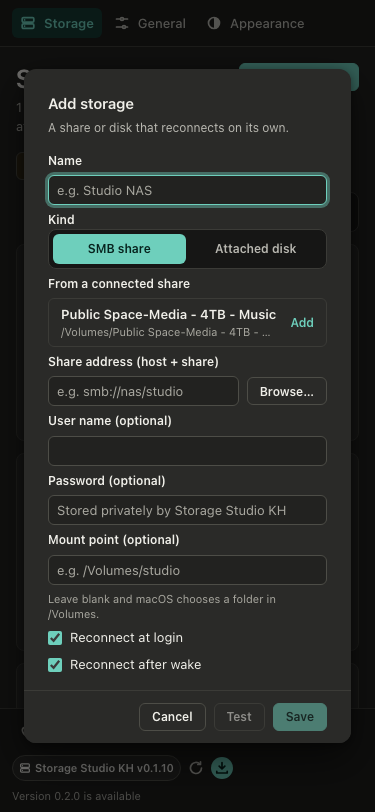 Storage
General
Appearance
Add storage
A share or disk that reconnects on its own.
Name
e.g. Studio NAS
Kind
SMB share
Attached disk
From a connected share
Public Space-Media - 4TB - Music
/Volumes/Public Space-Media - 4TB - ...
Add
Share address (host + share)
e.g. smb://nas/studio
Browse...
User name (optional)
Password (optional)
Stored privately by Storage Studio KH
Mount point (optional)
e.g. /Volumes/studio
Leave blank and macOS chooses a folder in
/Volumes.
Reconnect at login
Reconnect after wake
Cancel
Test
Save
Storage Studio KH v0.1.10
Version 0.2.0 is available